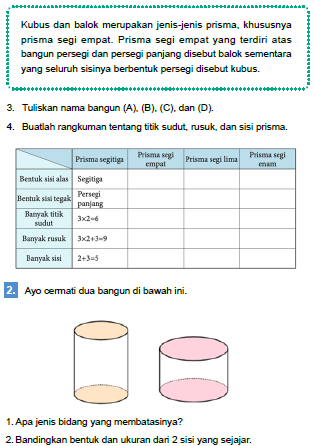 Kubus dan balok merupakan jenis-jenis prisma, khususnya
prisma segi empat. Prisma segi empat yang terdiri atas
bangun persegi dan persegi panjang disebut balok sementara
yang seluruh sisinya berbentuk persegi disebut kubus.
3. Tuliskan nama bangun (A), (B), (C), dan (D).
4. Buatlah rangkuman tentang titik sudut, rusuk, dan sisi prisma.
Prisma segitiga Prisma segi empat Prisma segi lima Prisma segi enam
Bentuk sisi alas Segitiga
Bentuk sisi tegak Persegi panjang
Banyak titik sudut 3×2=6
Banyak rusuk 3×2+3=9
Banyak sisi 2+3=5
2. Ayo cermati dua bangun di bawah ini.
1. Apa jenis bidang yang membatasinya?
2. Bandingkan bentuk dan ukuran dari 2 sisi yang sejajar.